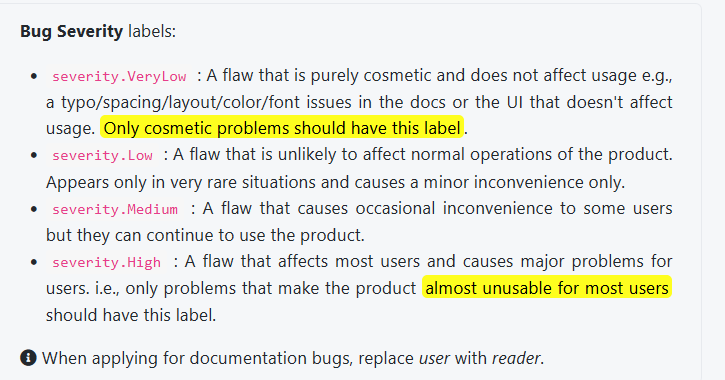 Bug Severity labels:
• severity.VeryLow : A flaw that is purely cosmetic and does not affect usage e.g.,
a typo/spacing/layout/color/font issues in the docs or the UI that doesn't affect
usage. Only cosmetic problems should have this label.
• severity.Low : A flaw that is unlikely to affect normal operations of the product.
Appears only in very rare situations and causes a minor inconvenience only.
• severity.Medium : A flaw that causes occasional inconvenience to some users
but they can continue to use the product.
• severity.High : A flaw that affects most users and causes major problems for
users. i.e., only problems that make the product almost unusable for most users
should have this label.
When applying for documentation bugs, replace user with reader.